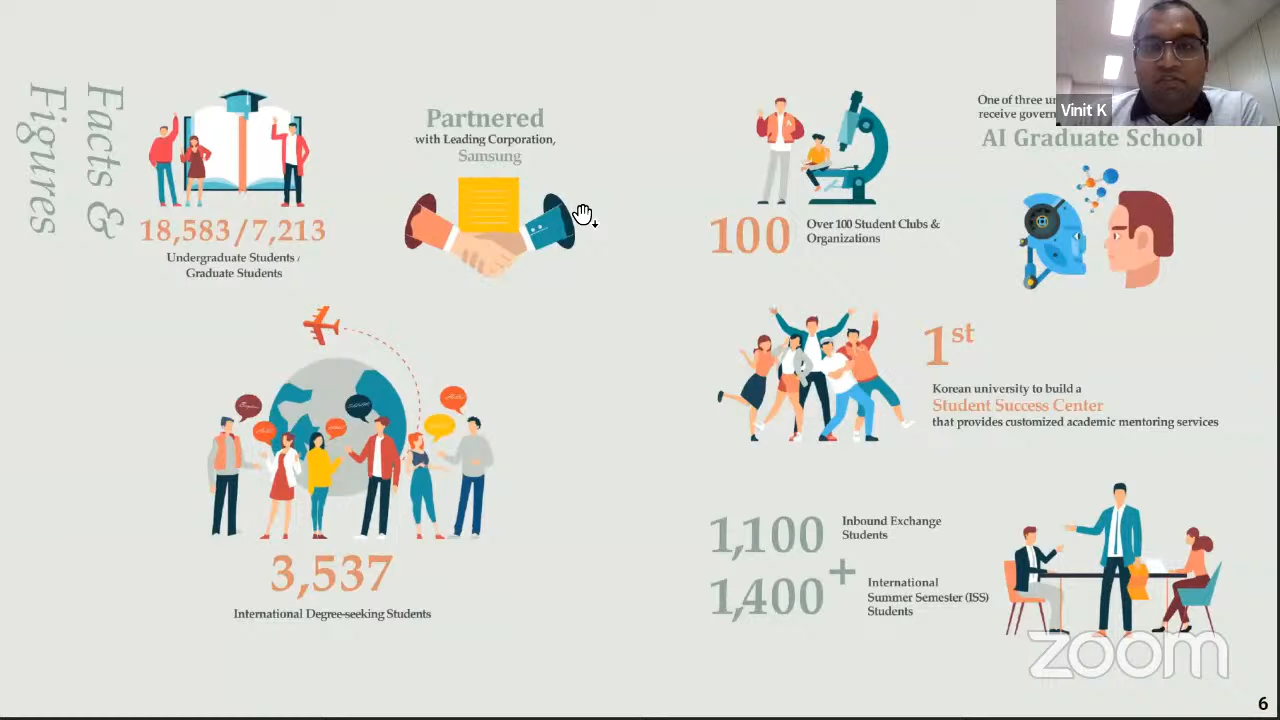 Facts &
Figures
18,583/7,213
Undergraduate Students /
Graduate Students
Partnered
with Leading Corporation,
Samsung
3,537
International Degree-seeking Students
100
Over 100 Student Clubs &
Organizations
One of three
receive
AI Graduate School
Vinit K
1st
Korean university to build a
Student Success Center
that provides customized academic mentoring services
1,100
Inbound Exchange
Students
+
1,400
International
Summer Semester (ISS)
Students
zoom
6